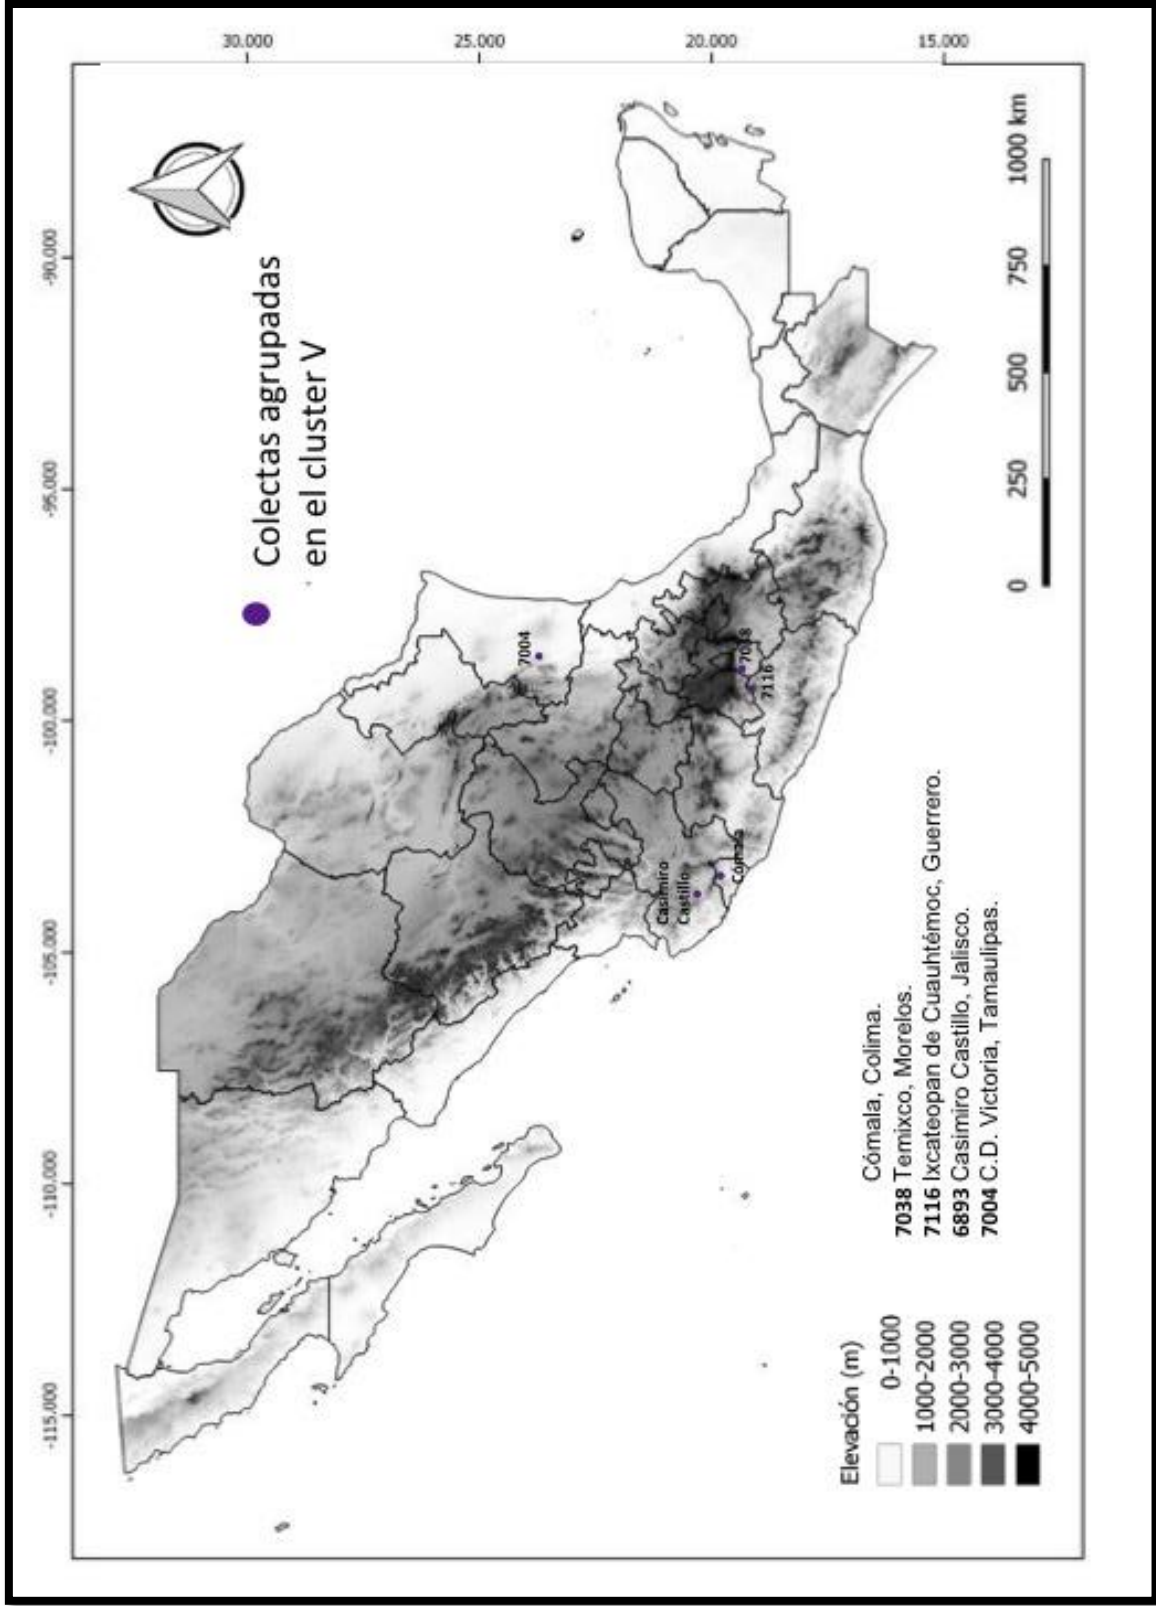 -115.000
-110.000
-105.000
-100.000
-95.000
-90.000
30.000
25.000
20.000
15.000
Colectas agrupadas
en el cluster V
7004
7038
7116
Casimiro
Castillo
Cómala
Elevación (m)
0-1000
1000-2000
2000-3000
3000-4000
4000-5000
Cómala, Colima.
7038 Temixco, Morelos.
7116 Ixcateopan de Cuauhtémoc, Guerrero.
6893 Casimiro Castillo, Jalisco.
7004 C.D. Victoria, Tamaulipas.
0 250 500 750 1000 km